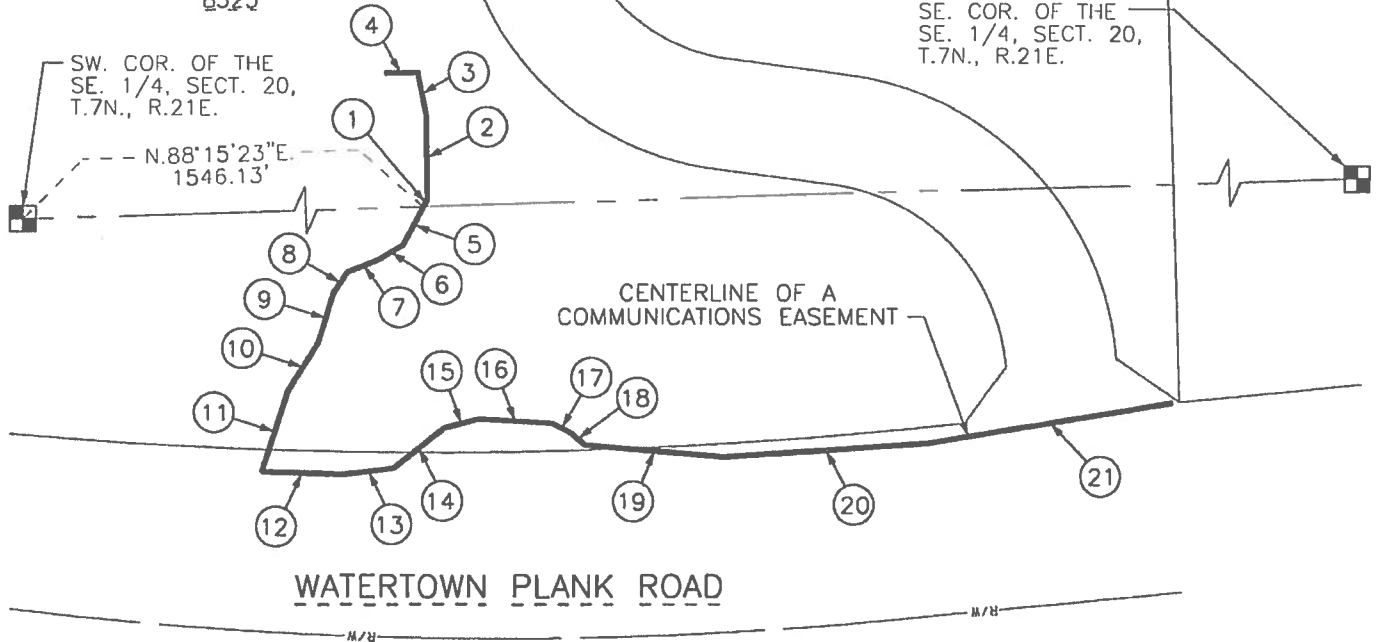 4
SW. COR. OF THE
SE. 1/4, SECT. 20,
T.7N., R.21E.
3
1
2
N.88°15'23"E.
1546.13'
SE. COR. OF THE
SE. 1/4, SECT. 20,
T.7N., R.21E.
5
8
6
7
9
CENTERLINE OF A
COMMUNICATIONS EASEMENT
10
15
16
17
18
11
21
14
19
20
12
13
WATERTOWN PLANK ROAD
R/W
R/W